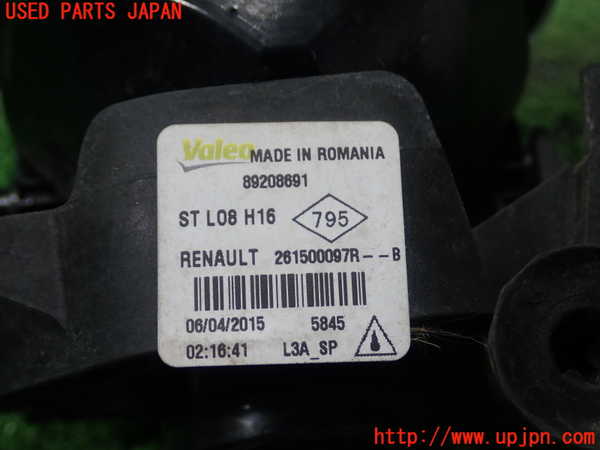 USED PARTS JAPAN
Valeo MADE IN ROMANIA
89208691
ST L08 H16 795
RENAULT 261500097R--B
06/04/2015 5845
02:16:41 L3A_SP
http://www.upjpn.com/